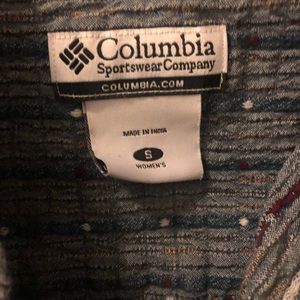 Columbia
Sportswear Company
COLUMBIA.COM
MADE IN INDIA
S
WOMEN'S